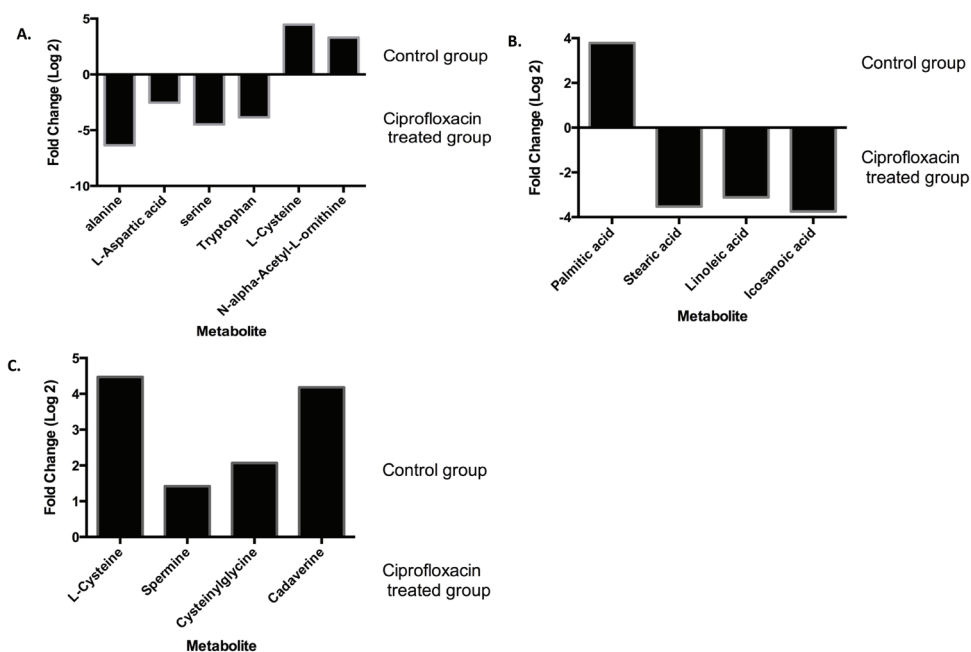 A.
Fold Change (Log 2)
5
0
-5
-10
alanine
L-Aspartic acid
serine
Tryptophan
L-Cysteine
N-alpha-Acetyl-L-ornithine
Metabolite
Control group
Ciprofloxacin
treated group
B.
Fold Change (Log 2)
4
2
0
-2
-4
Palmitic acid
Stearic acid
Linoleic acid
Icosanoic acid
Metabolite
Control group
Ciprofloxacin
treated group
C.
Fold Change (Log 2)
5
4
3
2
1
0
L-Cysteine
Spermine
Cysteinylglycine
Cadaverine
Metabolite
Control group
Ciprofloxacin
treated group